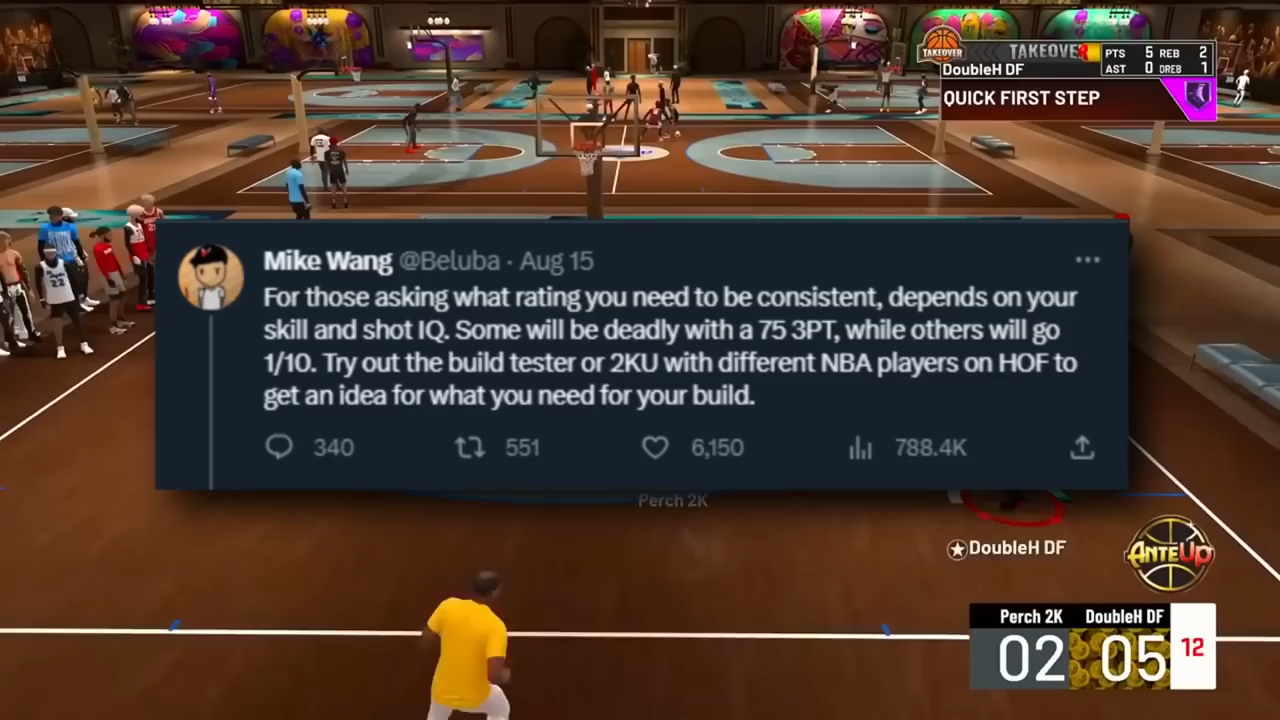 TAKEOVER PTS 5 REB 2
TAKEOVER
DoubleH DF AST 0 DREB 1
QUICK FIRST STEP
22
Mike Wang @Beluba · Aug 15
For those asking what rating you need to be consistent, depends on your
skill and shot IQ. Some will be deadly with a 75 3PT, while others will go
1/10. Try out the build tester or 2KU with different NBA players on HOF to
get an idea for what you need for your build.
340 551 6,150 788.4K
Perch 2K
DoubleH DF
ANTE UP
Perch 2K DoubleH DF
02 05 12